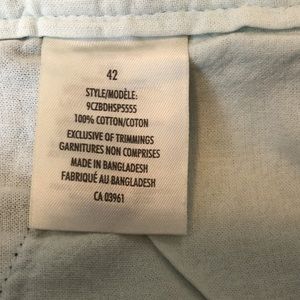 42
STYLE/MODÈLE:
9CZBDHSP5555
100% COTTON/COTON
EXCLUSIVE OF TRIMMINGS
GARNITURES NON COMPRISES
MADE IN BANGLADESH
FABRIQUÉ AU BANGLADESH
CA 03961